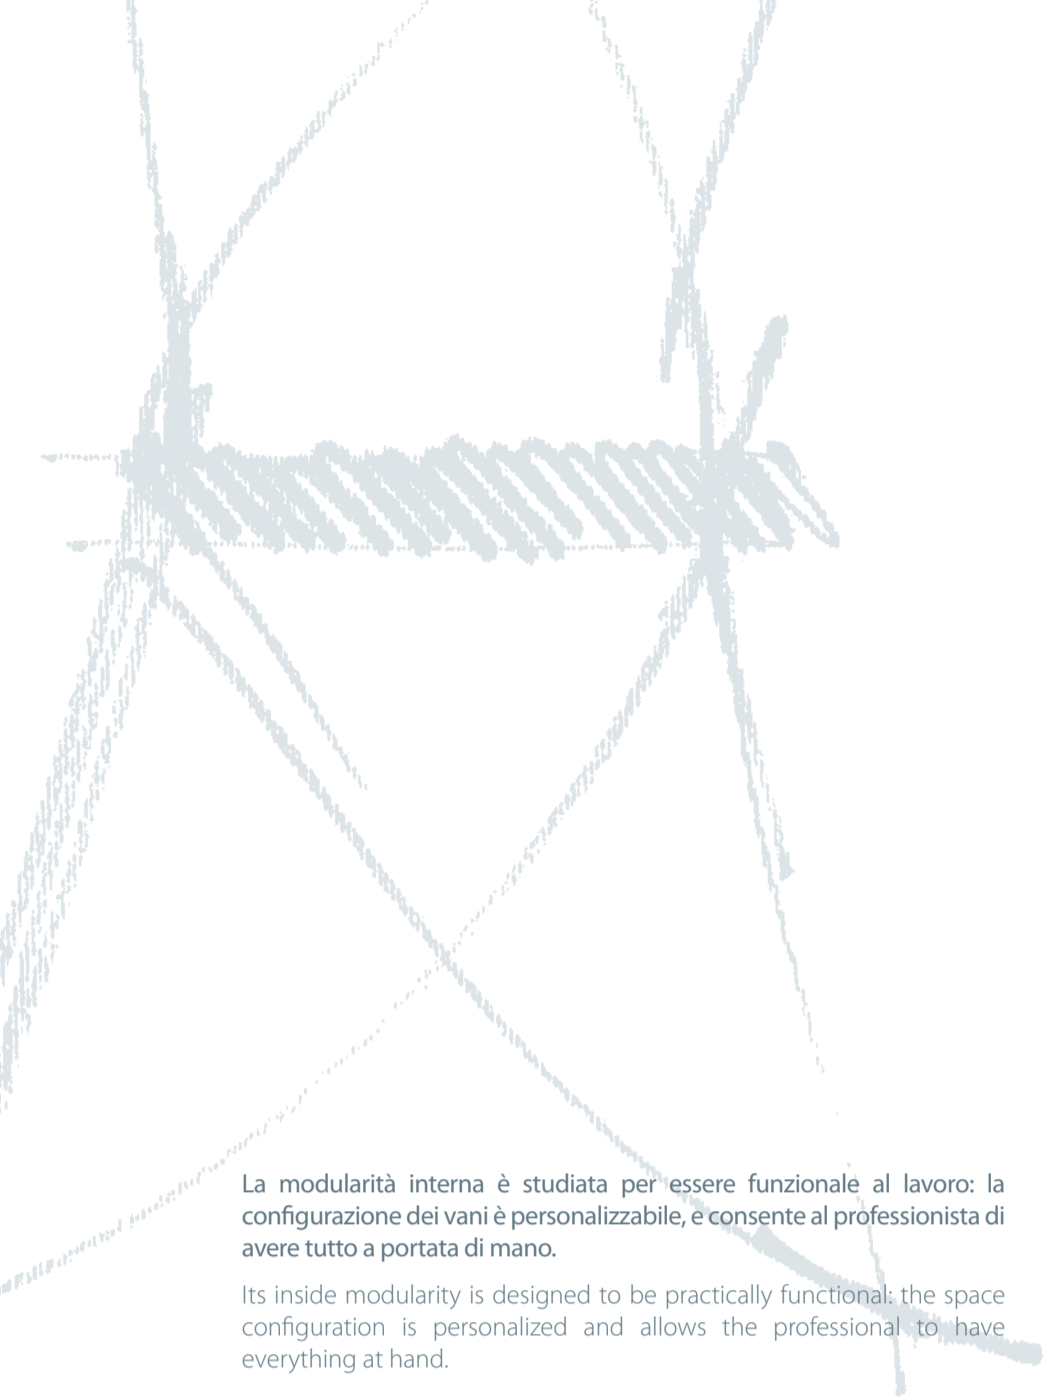 La modularità interna è studiata per essere funzionale al lavoro: la
configurazione dei vani è personalizzabile, e consente al professionista di
avere tutto a portata di mano.
Its inside modularity is designed to be practically functional: the space
configuration is personalized and allows the professional to have
everything at hand.